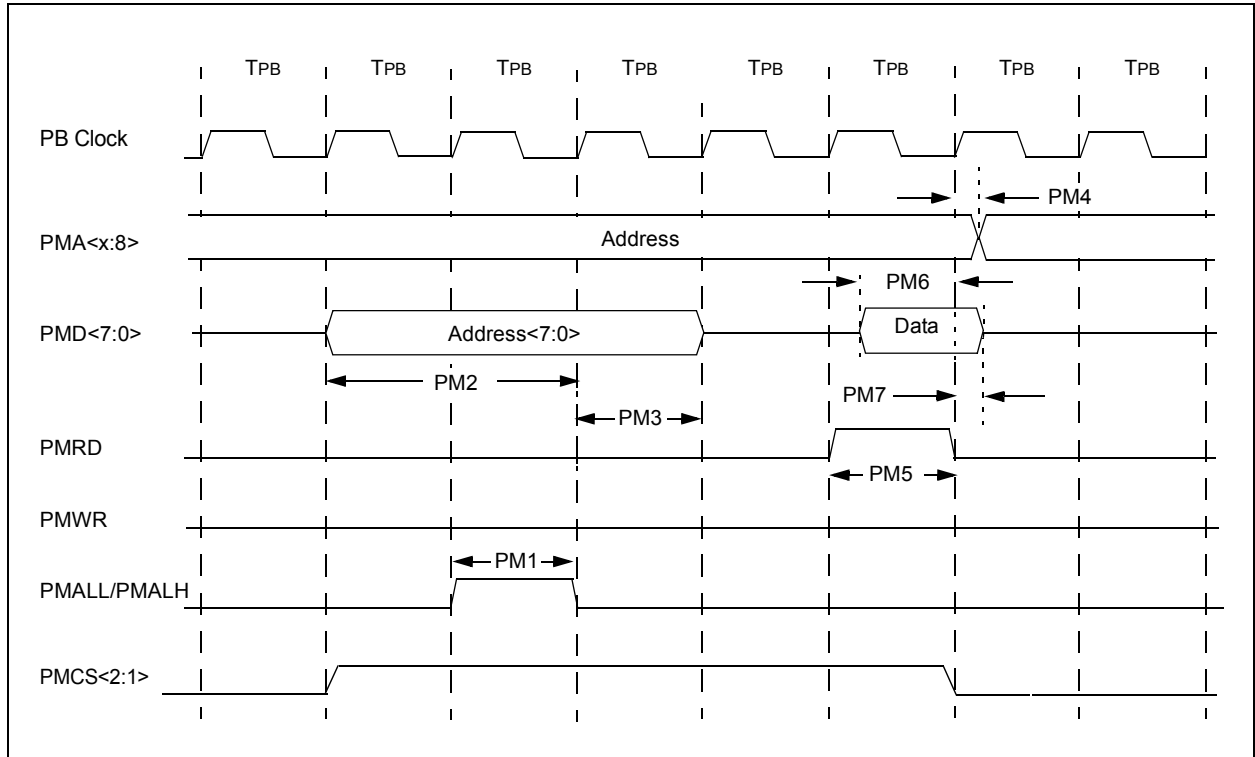 TPB TPB TPB TPB TPB TPB TPB TPB
PB Clock
PM4
PMA<x:8>
Address
PM6
PMD<7:0>
Address<7:0>
Data
PM2
PM7
PM3
PMRD
PM5
PMWR
PM1
PMALL/PMALH
PMCS<2:1>